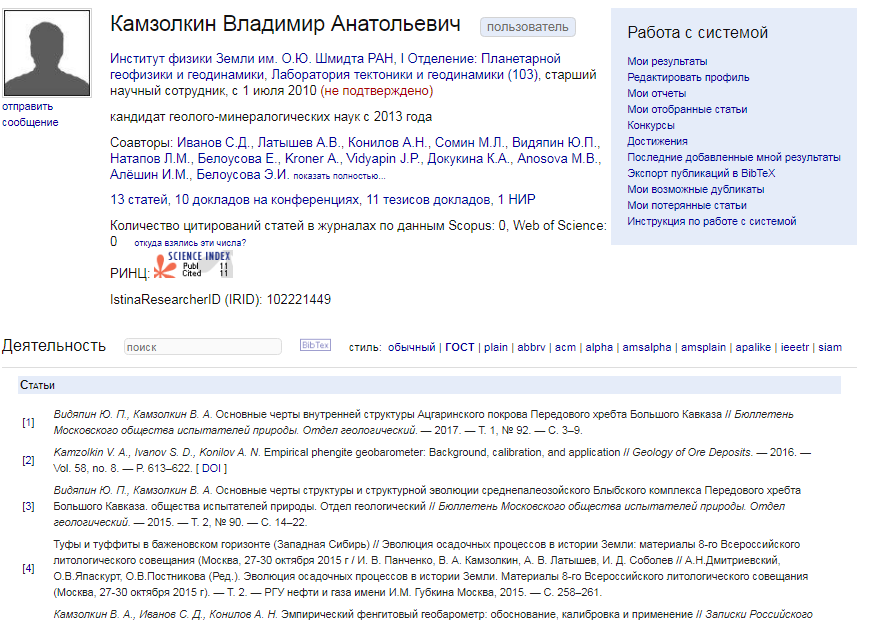 Камзолкин Владимир Анатольевич
пользователь
отправить
сообщение
Институт физики Земли им. О.Ю. Шмидта РАН, I Отделение: Планетарной
геофизики и геодинамики, Лаборатория тектоники и геодинамики (103), старший
научный сотрудник, с 1 июля 2010 (не подтверждено)
кандидат геолого-минералогических наук с 2013 года
Соавторы: Иванов С.Д., Латышев А.В., Конилов А.Н., Сомин М.Л., Видяпин Ю.П.,
Натапов Л.М., Белоусова Е., Kroner A., Vidyapin J.P., Докукина К.А., Anosova M.B.,
Алёшин И.М., Белоусова Э.И. показать полностью...
13 статей, 10 докладов на конференциях, 11 тезисов докладов, 1 НИР
Количество цитирований статей в журналах по данным Scopus: 0, Web of Science:
0 откуда взялись эти числа?
РИНЦ: SCIENCE INDEX
Publ 11
Cited 11
IstinaResearcherID (IRID): 102221449
Работа с системой
Мои результаты
Редактировать профиль
Мои отчеты
Мои отобранные статьи
Конкурсы
Достижения
Последние добавленные мной результаты
Экспорт публикаций в BibTeX
Мои возможные дубликаты
Мои потерянные статьи
Инструкция по работе с системой
Деятельность поиск BibTex стиль: обычный | ГОСТ | plain | abbrv | acm | alpha | amsalpha | amsplain | apalike | ieeetr | siam
Статьи
[1] Видяпин Ю. П., Камзолкин В. А. Основные черты внутренней структуры Ацгаринского покрова Передового хребта Большого Кавказа // Бюллетень
Московского общества испытателей природы. Отдел геологический. — 2017. — Т. 1, № 92. — С. 3–9.
[2] Kamzolkin V. A., Ivanov S. D., Konilov A. N. Empirical phengite geobarometer: Background, calibration, and application // Geology of Ore Deposits. — 2016. —
Vol. 58, no. 8. — P. 613–622. [ DOI ]
[3] Видяпин Ю. П., Камзолкин В. А. Основные черты структуры и структурной эволюции среднепалеозойского Блыбского комплекса Передового хребта
Большого Кавказа. общества испытателей природы. Отдел геологический // Бюллетень Московского общества испытателей природы. Отдел
геологический. — 2015. — Т. 2, № 90. — С. 14–22.
[4] Туфы и туффиты в баженовском горизонте (Западная Сибирь) // Эволюция осадочных процессов в истории Земли: материалы 8-го Всероссийского
литологического совещания (Москва, 27-30 октября 2015 г / И. В. Панченко, В. А. Камзолкин, А. В. Латышев, И. Д. Соболев // А.Н.Дмитриевский,
О.В.Япаскурт, О.В.Постникова (Ред.). Эволюция осадочных процессов в истории Земли. Материалы 8-го Всероссийского литологического совещания
(Москва, 27-30 октября 2015 г). — Т. 2. — РГУ нефти и газа имени И.М. Губкина Москва, 2015. — С. 258–261.
Камзолкин В. А., Иванов С. Д., Конилов А. Н. Эмпирический фенгитовый геобарометр: обоснование, калибровка и применение // Записки Российского